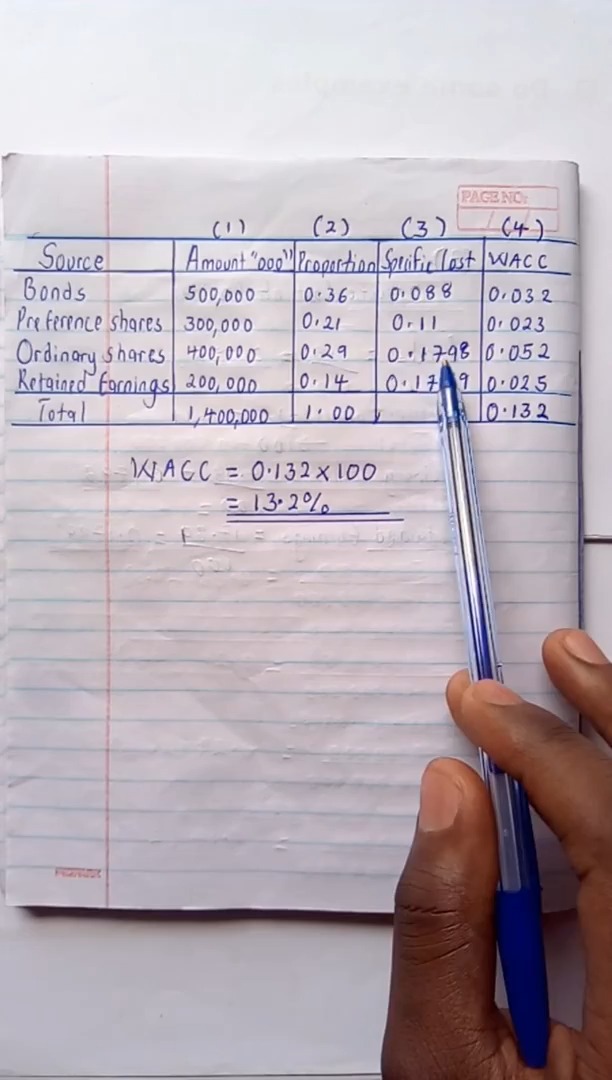 PAGE NO:
(1) (2) (3) (4)
Source Amount "000" Proportion Specific Cost WACC
Bonds 500,000 0.36 0.088 0.032
Preference shares 300,000 0.21 0.11 0.023
Ordinary shares 400,000 0.29 0.1798 0.052
Retained Earnings 200,000 0.14 0.025
Total 1,400,000 1.00 0.132
WACC = 0.132 x 100
= 13.2%